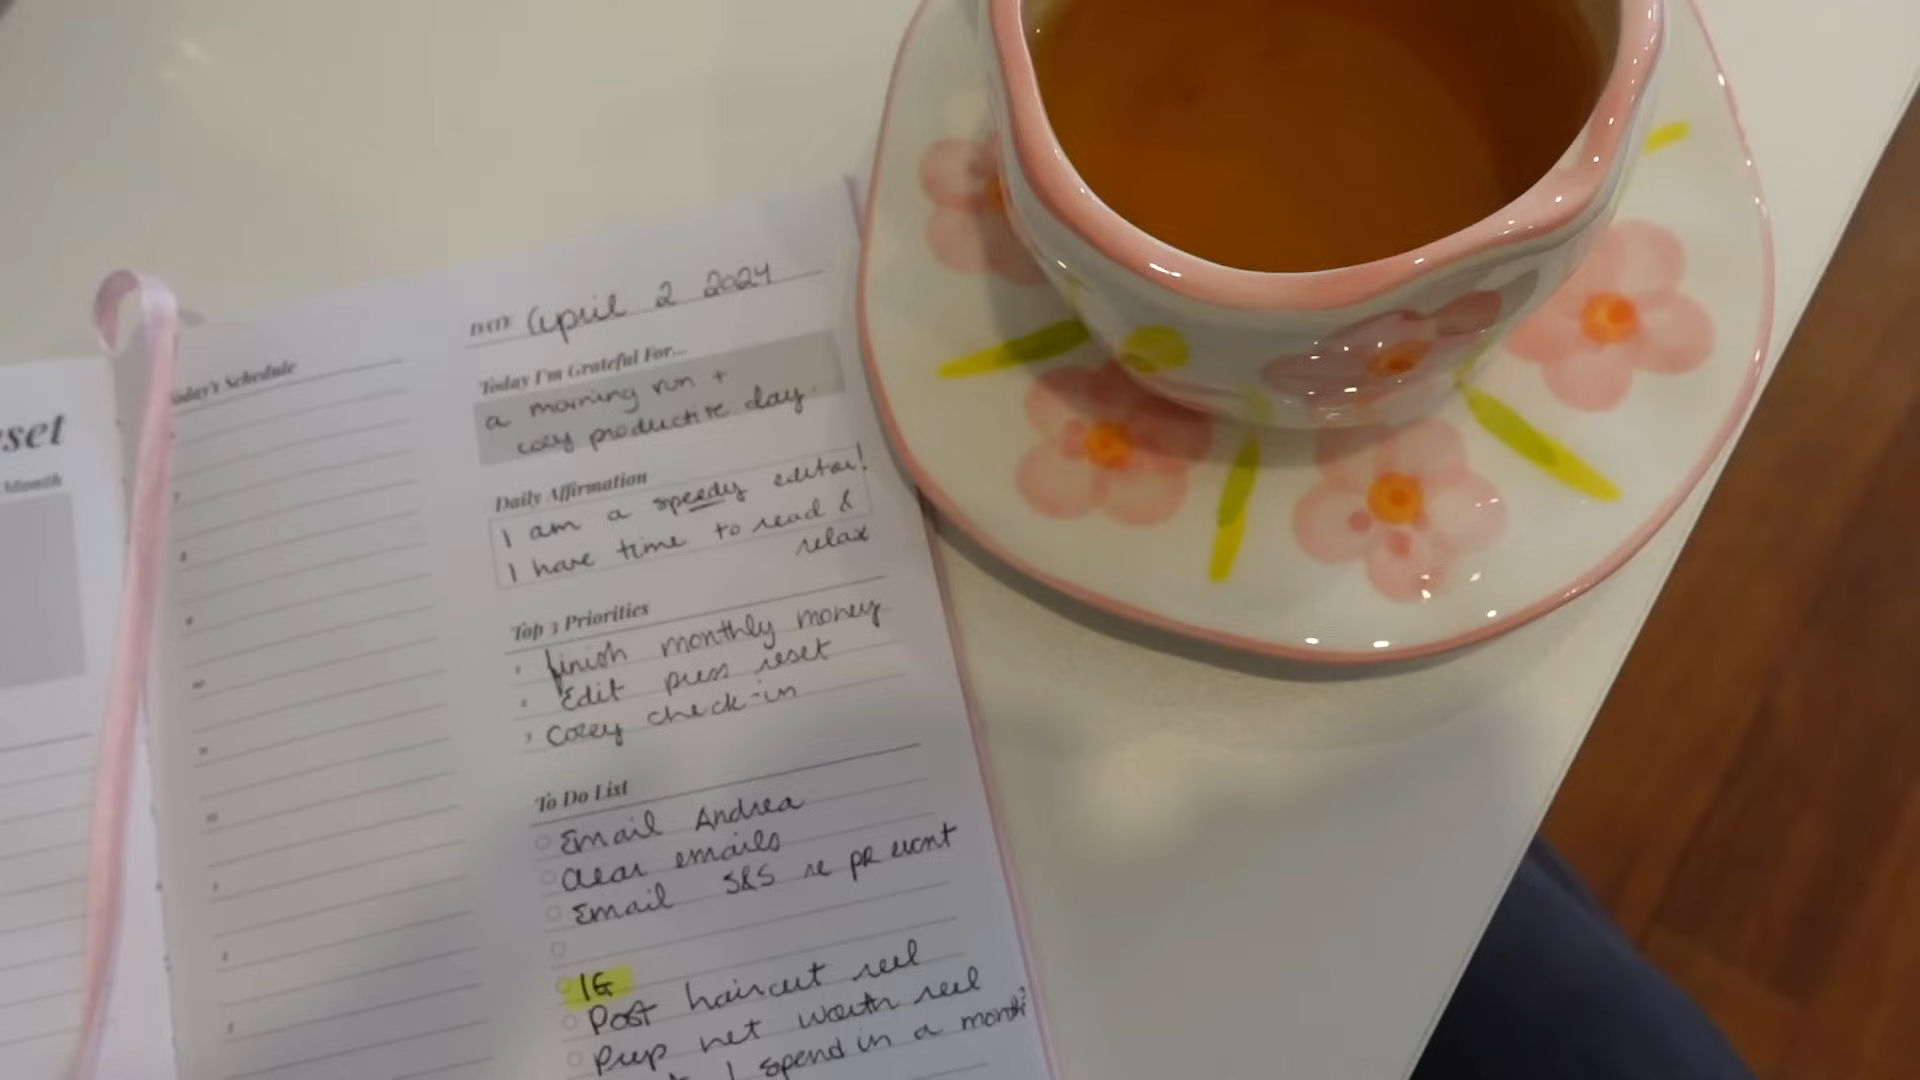 set
Month
Today's Schedule
DATE April 2 2024
Today I'm Grateful For...
a morning run +
cozy productive day.
Daily Affirmation
I am a speedy editor!
I have time to read &
relax
Top 3 Priorities
finish monthly money
Edit press reset
Cozy check-in
To Do List
Email Andrea
Clear emails
Email S&S re PR event
IG
Post haircut reel
Prep net worth reel
I spend in a month?